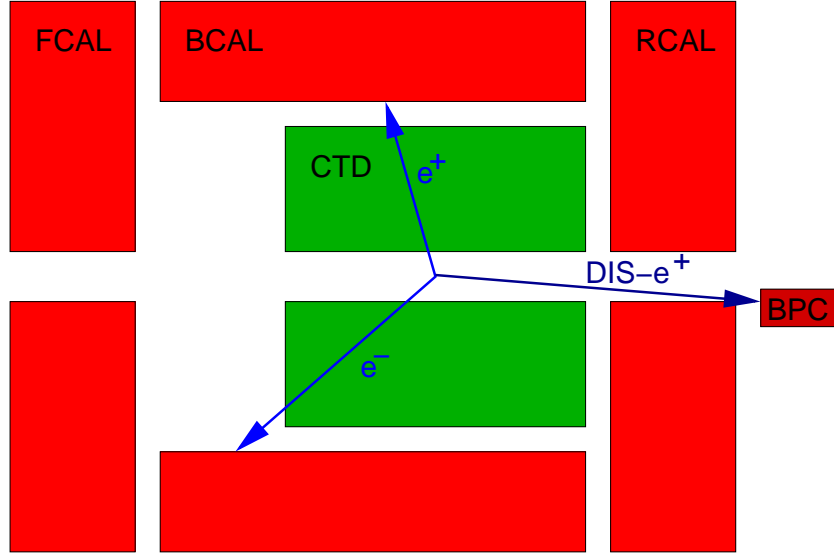 FCAL
BCAL
RCAL
CTD
e+
DIS−e+
BPC
e−